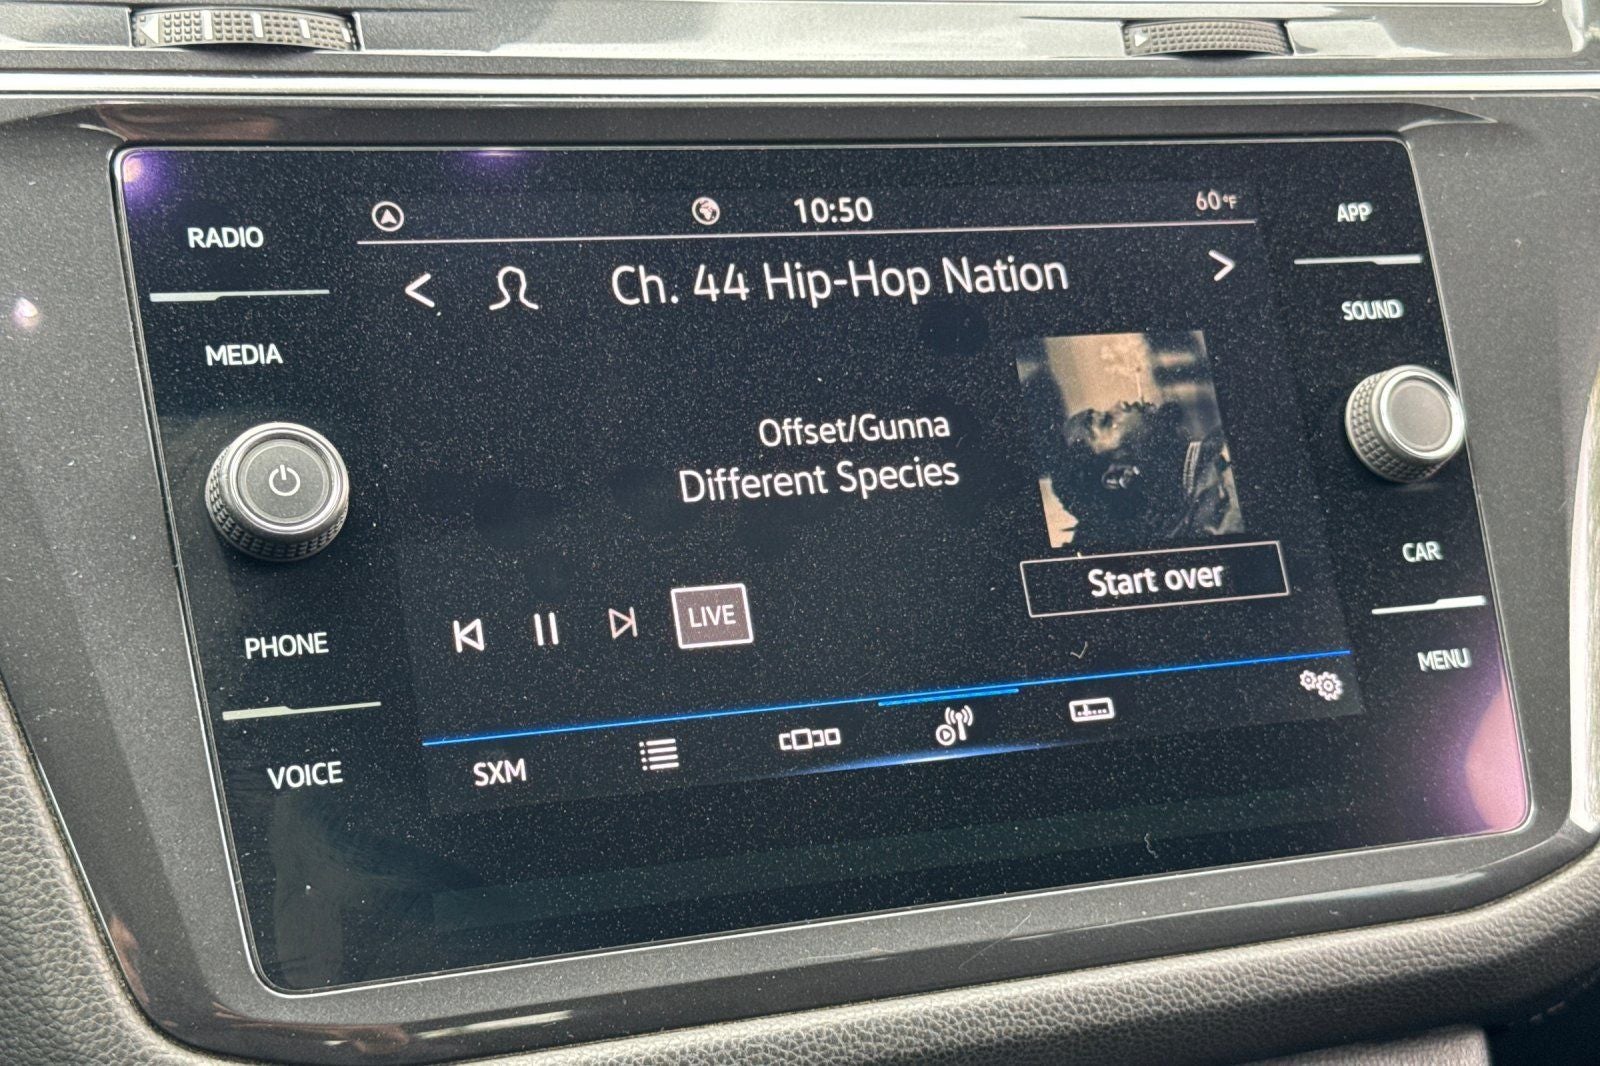 10:50
60°F
RADIO
APP
Ch. 44 Hip-Hop Nation
SOUND
MEDIA
Offset/Gunna
Different Species
Start over
CAR
LIVE
PHONE
MENU
SXM
VOICE